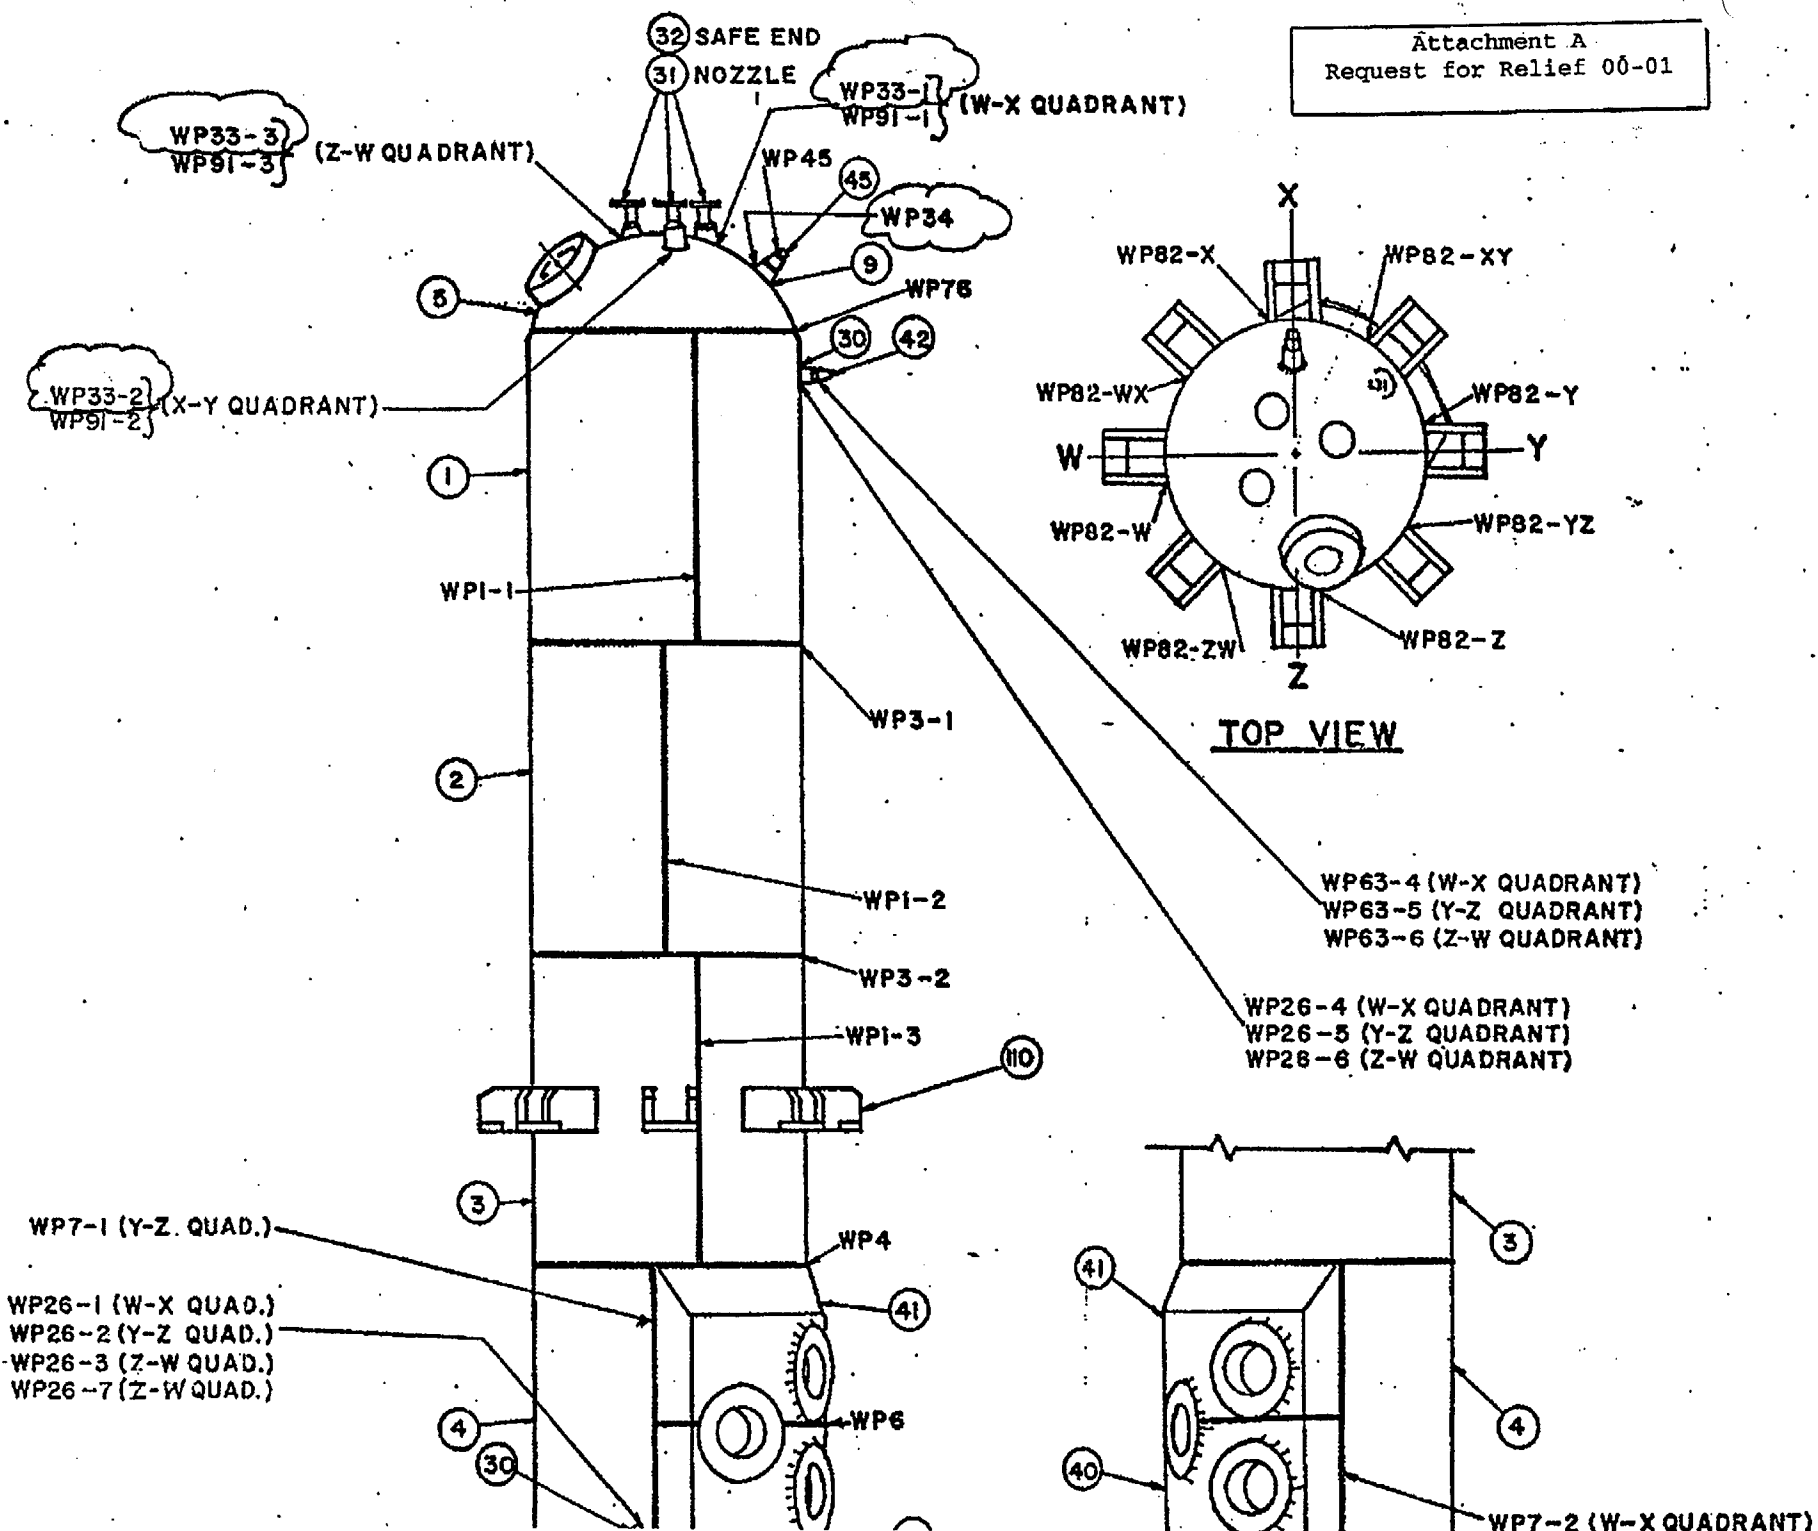 Attachment A
Request for Relief 00-01
32 SAFE END
31 NOZZLE
WP33-1
WP91-1
(W-X QUADRANT)
WP33-3
WP91-3
(Z-W QUADRANT)
WP45
45
WP34
9
5
WP76
30
42
WP33-2
WP91-2
(X-Y QUADRANT)
1
WP1-1
WP3-1
2
WP1-2
WP3-2
WP1-3
110
3
WP4
WP7-1 (Y-Z. QUAD.)
WP26-1 (W-X QUAD.)
WP26-2 (Y-Z QUAD.)
WP26-3 (Z-W QUAD.)
WP26-7 (Z-W QUAD.)
41
WP6
4
30
X
WP82-X
WP82-XY
WP82-WX
WP82-Y
W
Y
WP82-W
WP82-YZ
WP82-ZW
WP82-Z
Z
TOP VIEW
WP63-4 (W-X QUADRANT)
WP63-5 (Y-Z QUADRANT)
WP63-6 (Z-W QUADRANT)
WP26-4 (W-X QUADRANT)
WP26-5 (Y-Z QUADRANT)
WP26-6 (Z-W QUADRANT)
3
41
4
40
WP7-2 (W-X QUADRANT)